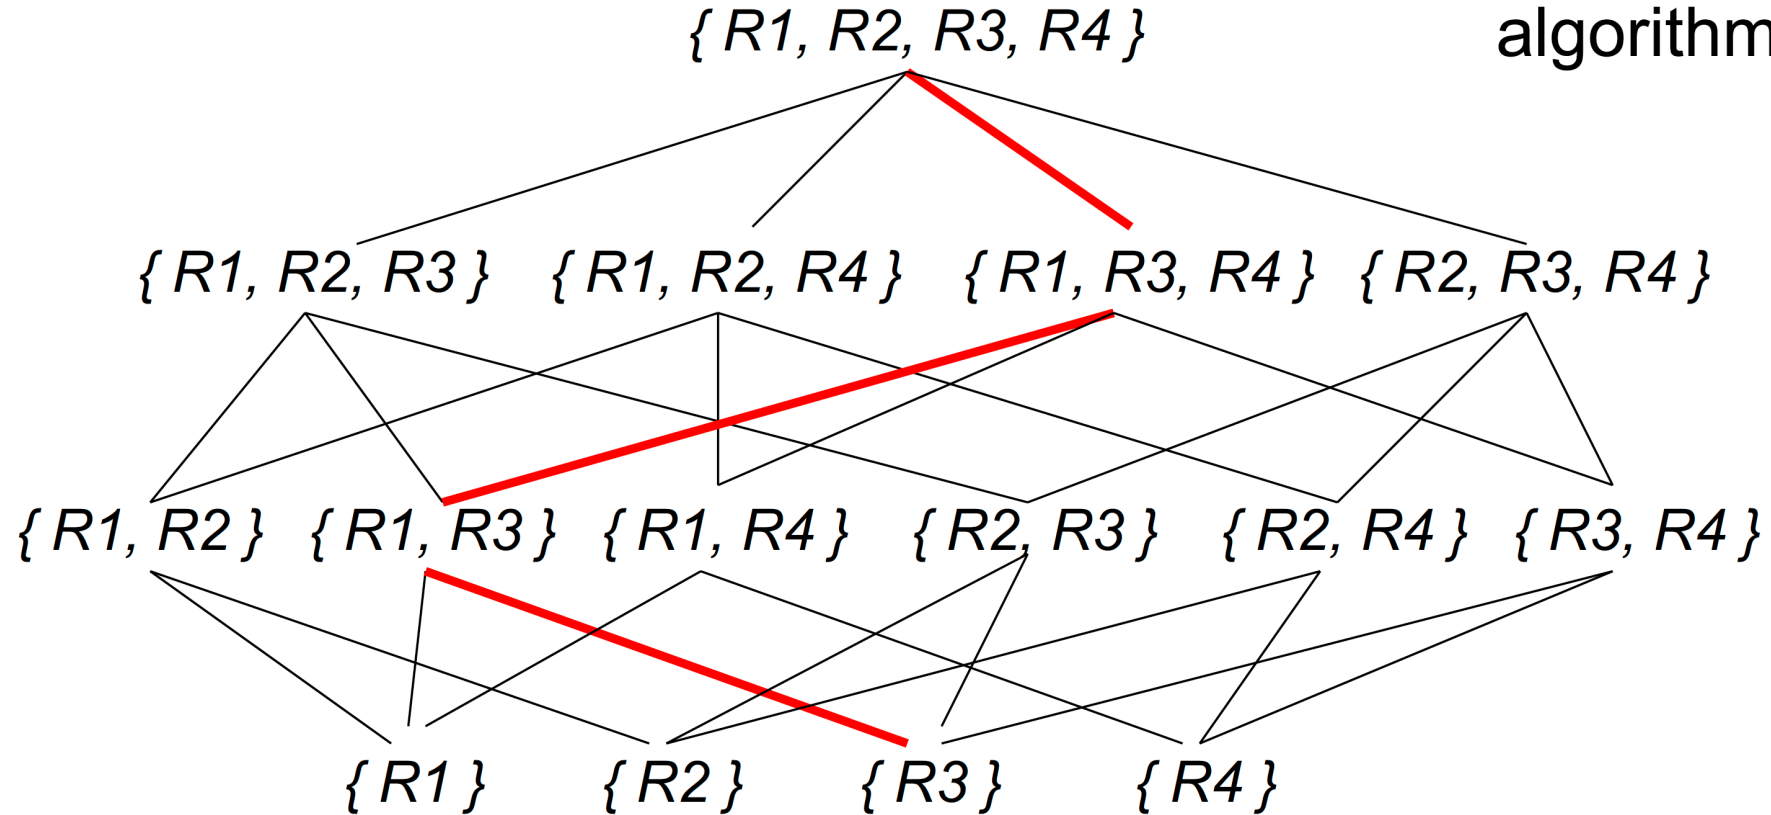 { R1, R2, R3, R4 }
algorithm
{ R1, R2, R3 } { R1, R2, R4 } { R1, R3, R4 } { R2, R3, R4 }
{ R1, R2 } { R1, R3 } { R1, R4 } { R2, R3 } { R2, R4 } { R3, R4 }
{ R1 } { R2 } { R3 } { R4 }